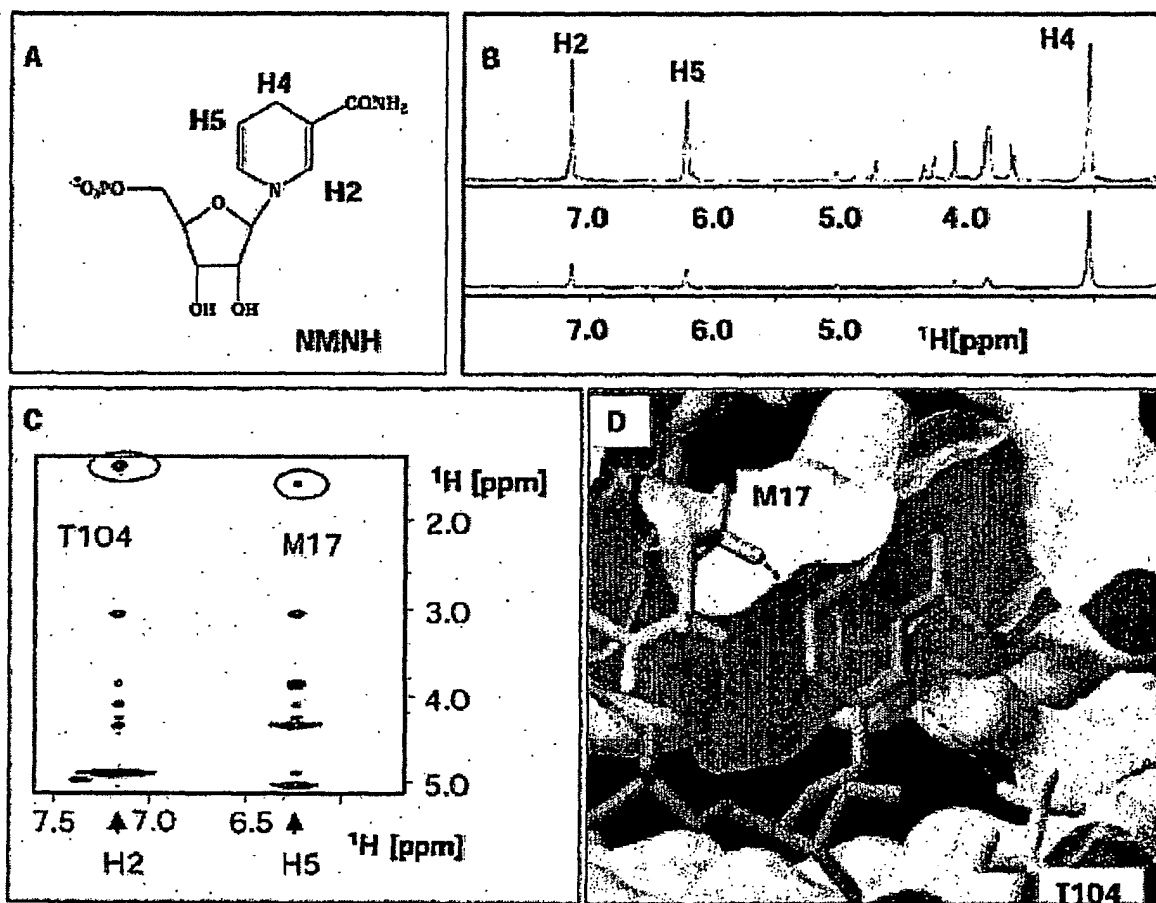 A
H4
CONH₂
H5
H2
N
⁻²O₃PO
O
OH OH
NMNH
B
H2
H5
H4
7.0 6.0 5.0 4.0
7.0 6.0 5.0 ¹H[ppm]
C
¹H [ppm]
T104 M17
2.0
3.0
4.0
5.0
7.5 7.0 6.5 ¹H [ppm]
H2 H5
D
M17
T104